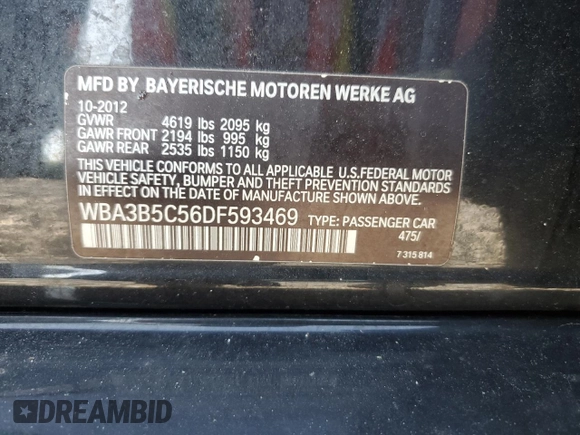 MFD BY BAYERISCHE MOTOREN WERKE AG
10-2012
GVWR 4619 lbs 2095 kg
GAWR FRONT 2194 lbs 995 kg
GAWR REAR 2535 lbs 1150 kg
THIS VEHICLE CONFORMS TO ALL APPLICABLE U.S.FEDERAL MOTOR
VEHICLE SAFETY, BUMPER AND THEFT PREVENTION STANDARDS
IN EFFECT ON THE DATE OF MANUFACTURE SHOWN ABOVE.
WBA3B5C56DF593469 TYPE: PASSENGER CAR
475/
7 315 814
DREAMBID